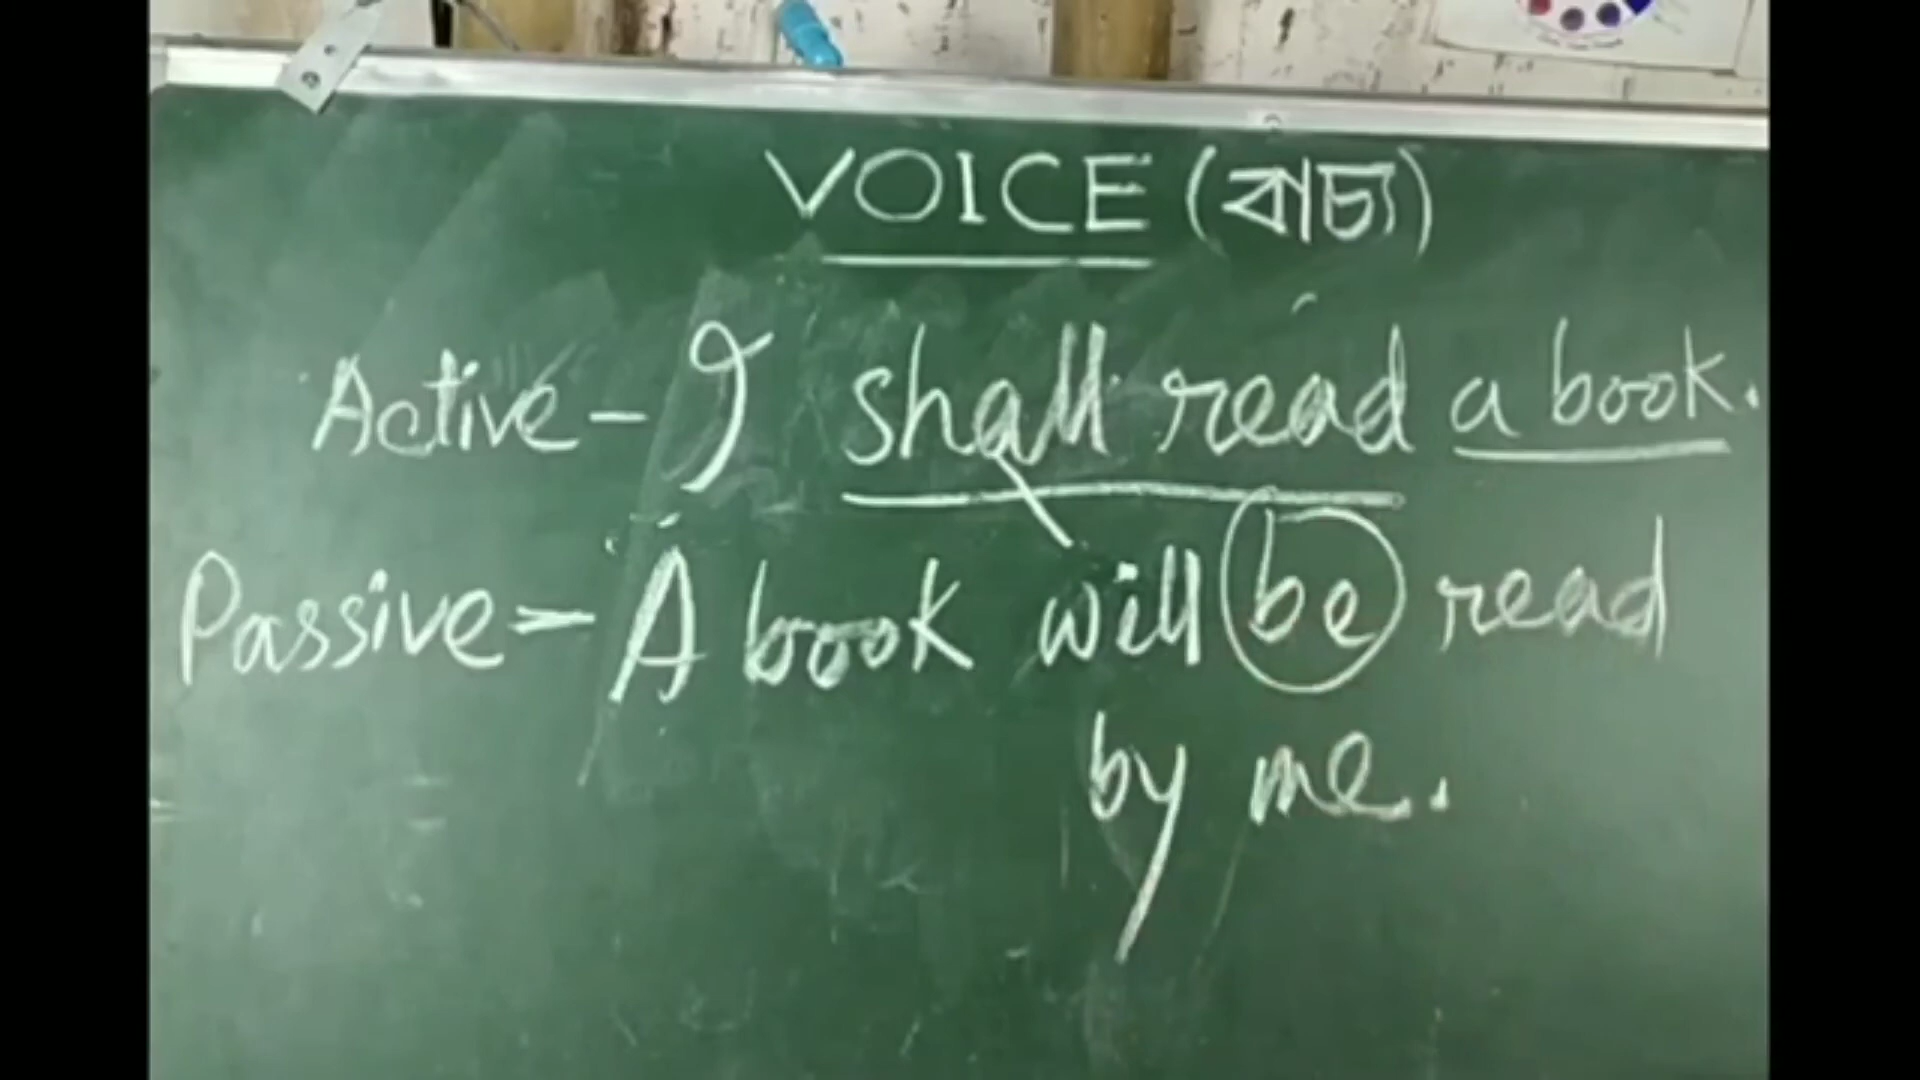 VOICE (বাচ্য)
Active - I shall read a book.
Passive - A book will be read
by me.